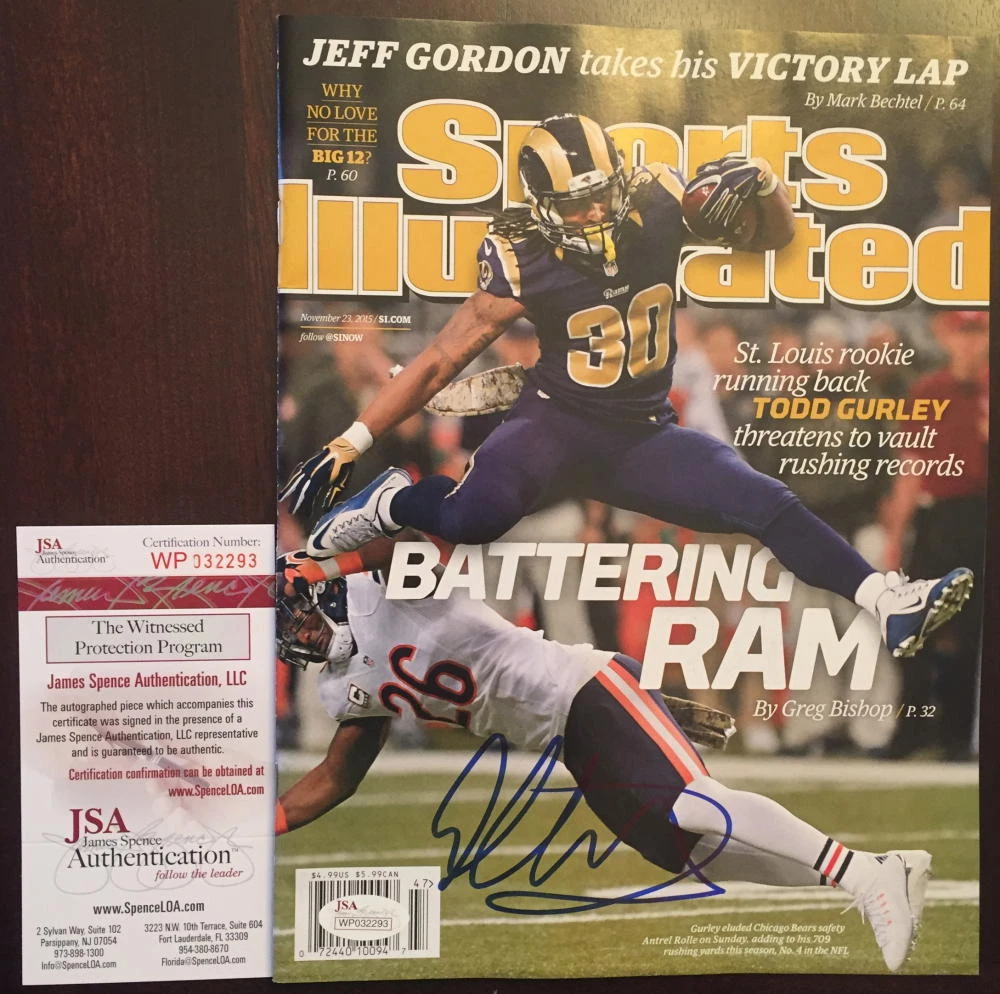 JEFF GORDON takes his VICTORY LAP
By Mark Bechtel / P. 64
WHY
NO LOVE
FOR THE
BIG 12?
P. 60
Sports
Illustrated
November 23, 2015 / SI.COM
follow @SINOW
Rams
30
St. Louis rookie
running back
TODD GURLEY
threatens to vault
rushing records
BATTERING
RAM
By Greg Bishop / P. 32
26
$4.99US $5.99CAN
47>
JSA
WP032293
0 72440 10094 7
Gurley eluded Chicago Bears safety
Antrel Rolle on Sunday, adding to his 709
rushing yards this season, No. 4 in the NFL
JSA
James Spence
Authentication
Certification Number:
WP 032293
The Witnessed
Protection Program
James Spence Authentication, LLC
The autographed piece which accompanies this
certificate was signed in the presence of a
James Spence Authentication, LLC representative
and is guaranteed to be authentic.
Certification confirmation can be obtained at
www.SpenceLOA.com
JSA
James Spence
Authentication™
follow the leader
www.SpenceLOA.com
2 Sylvan Way, Suite 102
Parsippany, NJ 07054
973-898-1300
Info@SpenceLOA.com
3223 N.W. 10th Terrace, Suite 604
Fort Lauderdale, FL 33309
954-380-8670
Florida@SpenceLOA.com